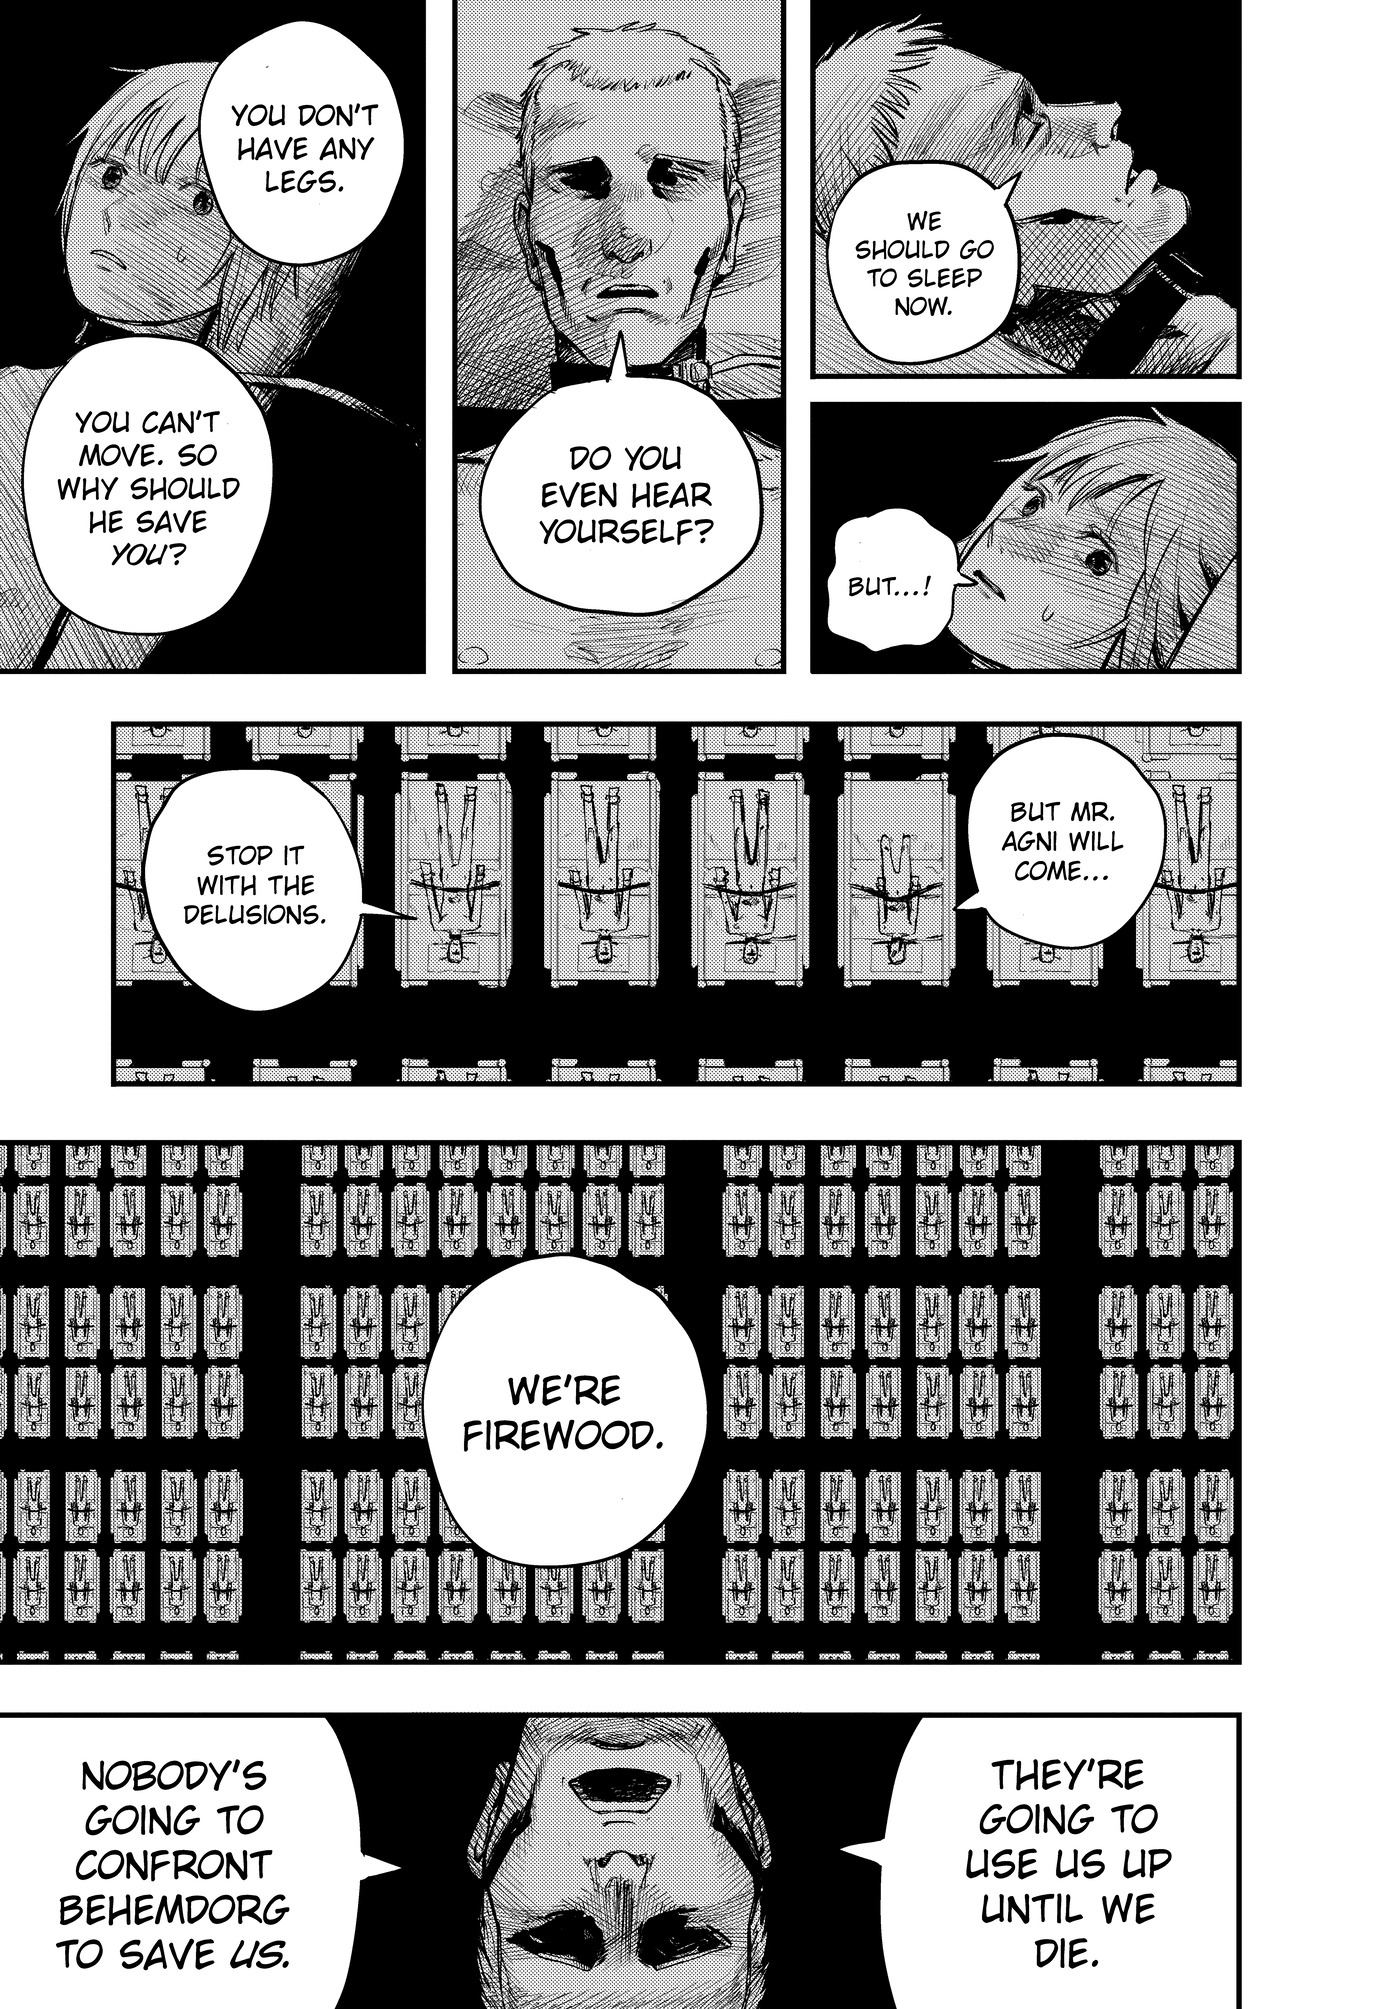 WE
SHOULD GO
TO SLEEP
NOW.
BUT...!
DO YOU
EVEN HEAR
YOURSELF?
YOU DON'T
HAVE ANY
LEGS.
YOU CAN'T
MOVE. SO
WHY SHOULD
HE SAVE
YOU?
BUT MR.
AGNI WILL
COME...
STOP IT
WITH THE
DELUSIONS.
WE'RE
FIREWOOD.
THEY'RE
GOING TO
USE US UP
UNTIL WE
DIE.
NOBODY'S
GOING TO
CONFRONT
BEHEMDORG
TO SAVE US.